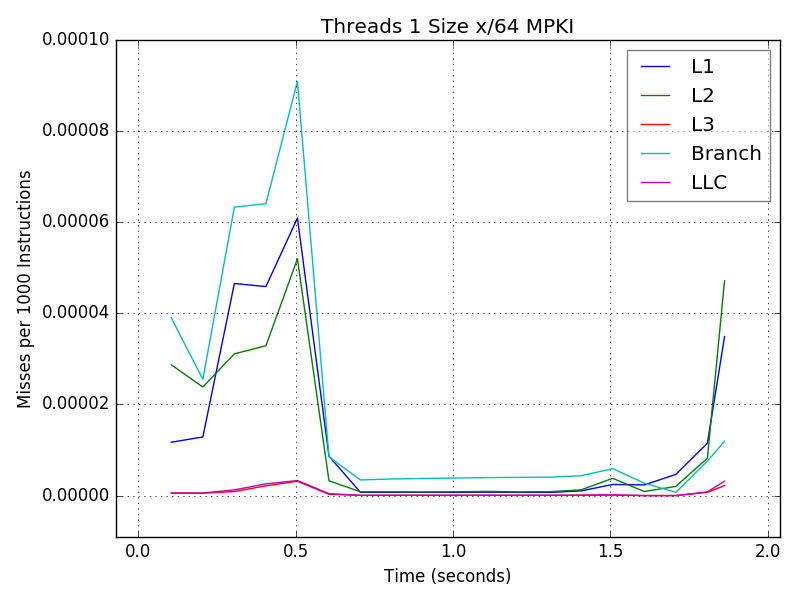 Threads 1 Size x/64 MPKI
0.00010
0.00008
0.00006
0.00004
0.00002
0.00000
Misses per 1000 Instructions
L1
L2
L3
Branch
LLC
0.0
0.5
1.0
1.5
2.0
Time (seconds)